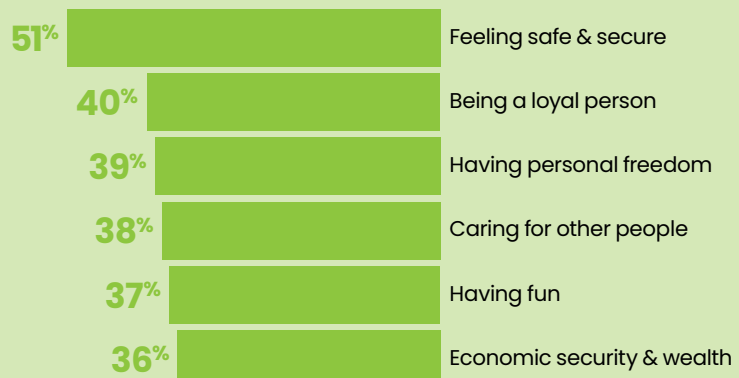 51% Feeling safe & secure
40% Being a loyal person
39% Having personal freedom
38% Caring for other people
37% Having fun
36% Economic security & wealth